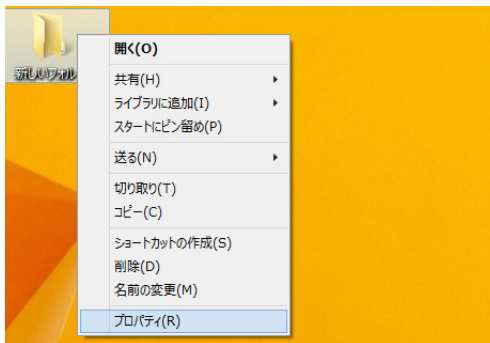 新しいフォル
開く(O)
共有(H)
ライブラリに追加(I)
スタートにピン留め(P)
送る(N)
切り取り(T)
コピー(C)
ショートカットの作成(S)
削除(D)
名前の変更(M)
プロパティ(R)